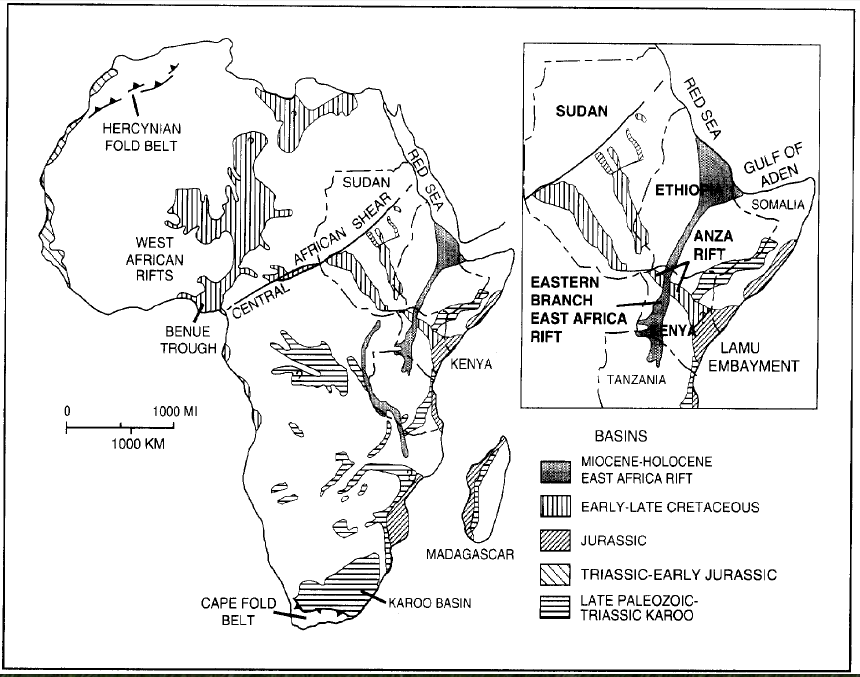 HERCYNIAN
FOLD BELT
WEST
AFRICAN
RIFTS
BENUE
TROUGH
SUDAN
RED SEA
CENTRAL AFRICAN SHEAR
KENYA
0 1000 MI
1000 KM
MADAGASCAR
CAPE FOLD
BELT
KAROO BASIN
SUDAN
RED SEA
GULF OF
ADEN
ETHIOPIA
SOMALIA
ANZA
RIFT
EASTERN
BRANCH
EAST AFRICA
RIFT
KENYA
LAMU
EMBAYMENT
TANZANIA
BASINS
MIOCENE-HOLOCENE
EAST AFRICA RIFT
EARLY-LATE CRETACEOUS
JURASSIC
TRIASSIC-EARLY JURASSIC
LATE PALEOZOIC-
TRIASSIC KAROO